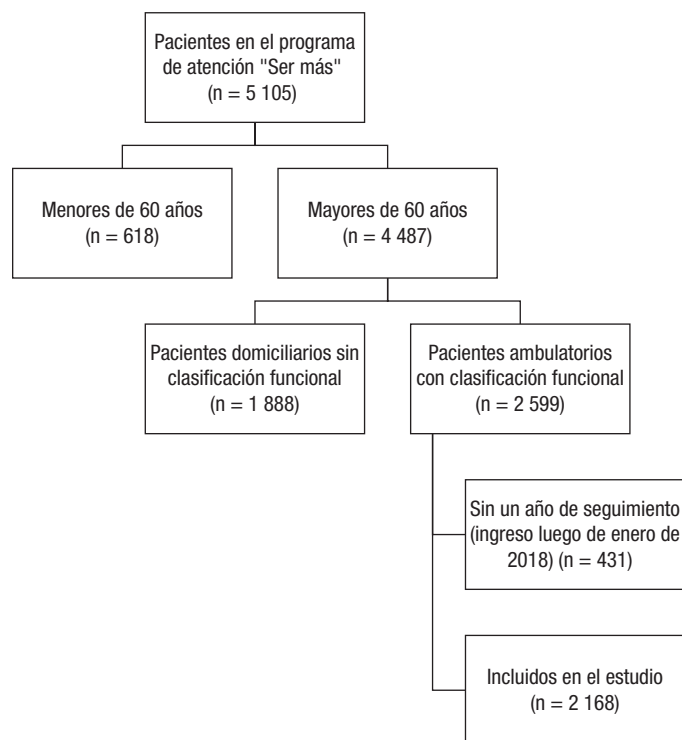 Pacientes en el programa
de atención "Ser más"
(n = 5 105)
Menores de 60 años
(n = 618)
Mayores de 60 años
(n = 4 487)
Pacientes domiciliarios sin
clasificación funcional
(n = 1 888)
Pacientes ambulatorios
con clasificación funcional
(n = 2 599)
Sin un año de seguimiento
(ingreso luego de enero de
2018) (n = 431)
Incluidos en el estudio
(n = 2 168)